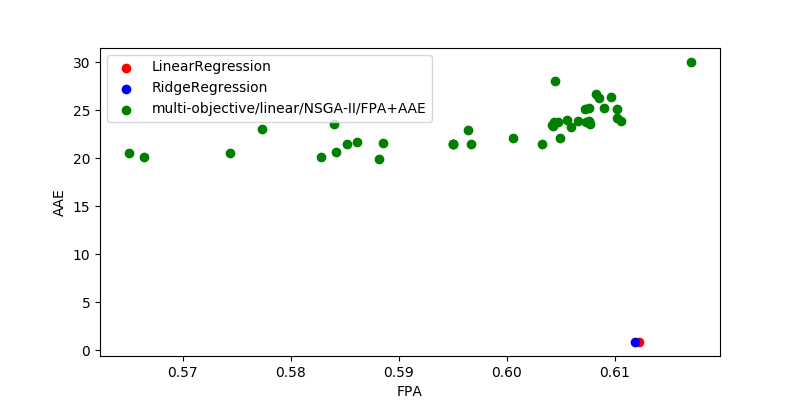 LinearRegression
RidgeRegression
multi-objective/linear/NSGA-II/FPA+AAE
30
25
20
15
10
5
0
AAE
0.57 0.58 0.59 0.60 0.61
FPA